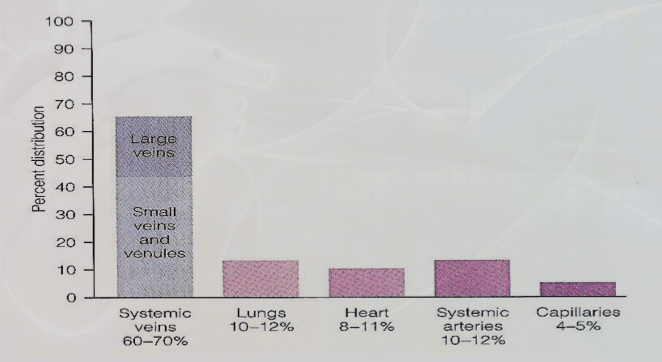 100
90
80
70
60
50
40
30
20
10
0
Percent distribution
Large
veins
Small
veins
and
venules
Systemic
veins
60–70%
Lungs
10–12%
Heart
8–11%
Systemic
arteries
10–12%
Capillaries
4–5%